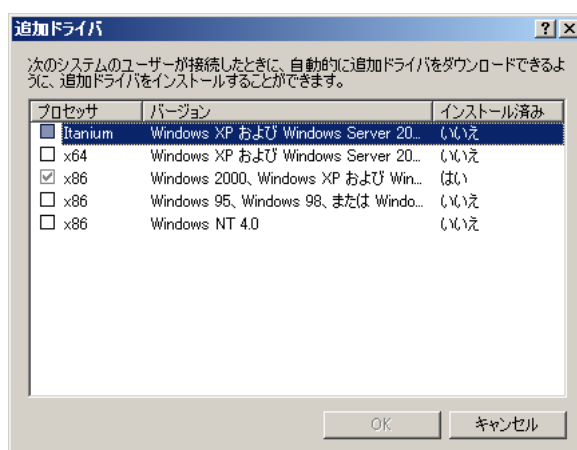 追加ドライバ
次のシステムのユーザーが接続したときに、自動的に追加ドライバをダウンロードできるよ
うに、追加ドライバをインストールすることができます。
プロセッサ バージョン インストール済み
Itanium Windows XP および Windows Server 20... いいえ
x64 Windows XP および Windows Server 20... いいえ
x86 Windows 2000、Windows XP および Win... はい
x86 Windows 95、Windows 98、または Windo... いいえ
x86 Windows NT 4.0 いいえ
OK キャンセル